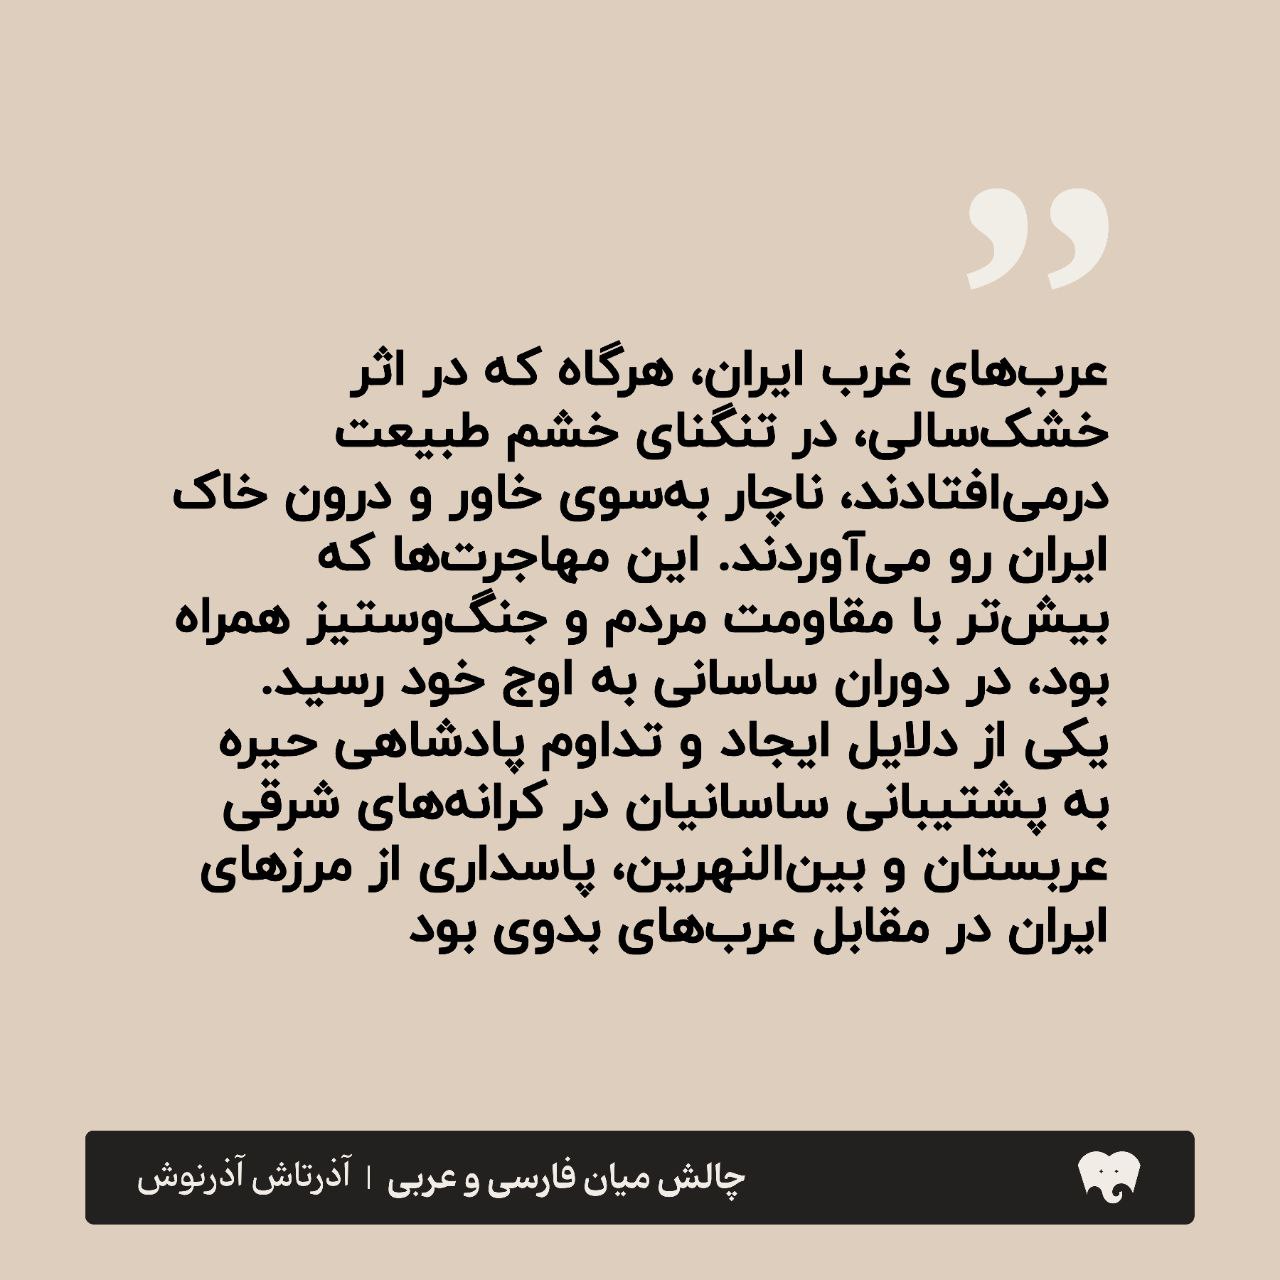 عرب‌های غرب ایران، هرگاه که در اثر
خشک‌سالی، در تنگنای خشم طبیعت
درمی‌افتادند، ناچار به‌سوی خاور و درون خاک
ایران رو می‌آوردند. این مهاجرت‌ها که
بیش‌تر با مقاومت مردم و جنگ‌وستیز همراه
بود، در دوران ساسانی به اوج خود رسید.
یکی از دلایل ایجاد و تداوم پادشاهی حیره
به پشتیبانی ساسانیان در کرانه‌های شرقی
عربستان و بین‌النهرین، پاسداری از مرزهای
ایران در مقابل عرب‌های بدوی بود
چالش میان فارسی و عربی | آذرتاش آذرنوش